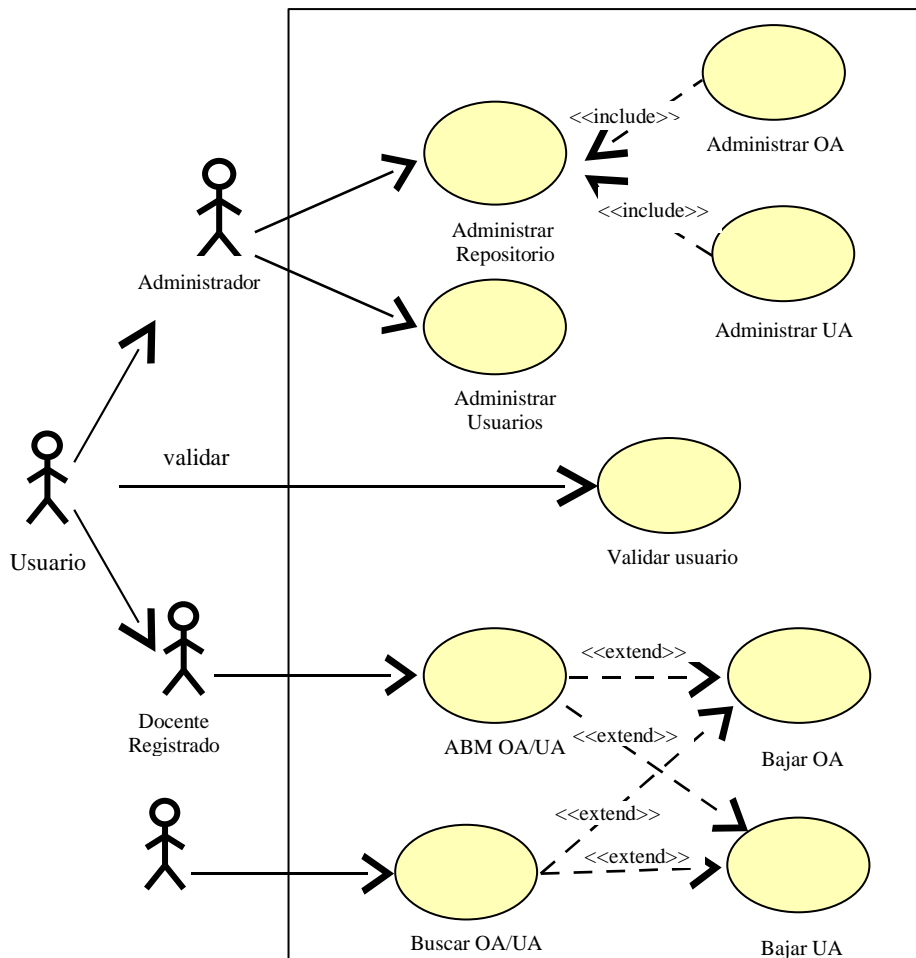 <<include>>
Administrar OA
Administrar
Repositorio
<<include>>
Administrador
Administrar UA
Administrar
Usuarios
validar
Usuario
Validar usuario
<<extend>>
Docente
Registrado
<<extend>>
ABM OA/UA
Bajar OA
<<extend>>
<<extend>>
Buscar OA/UA
Bajar UA